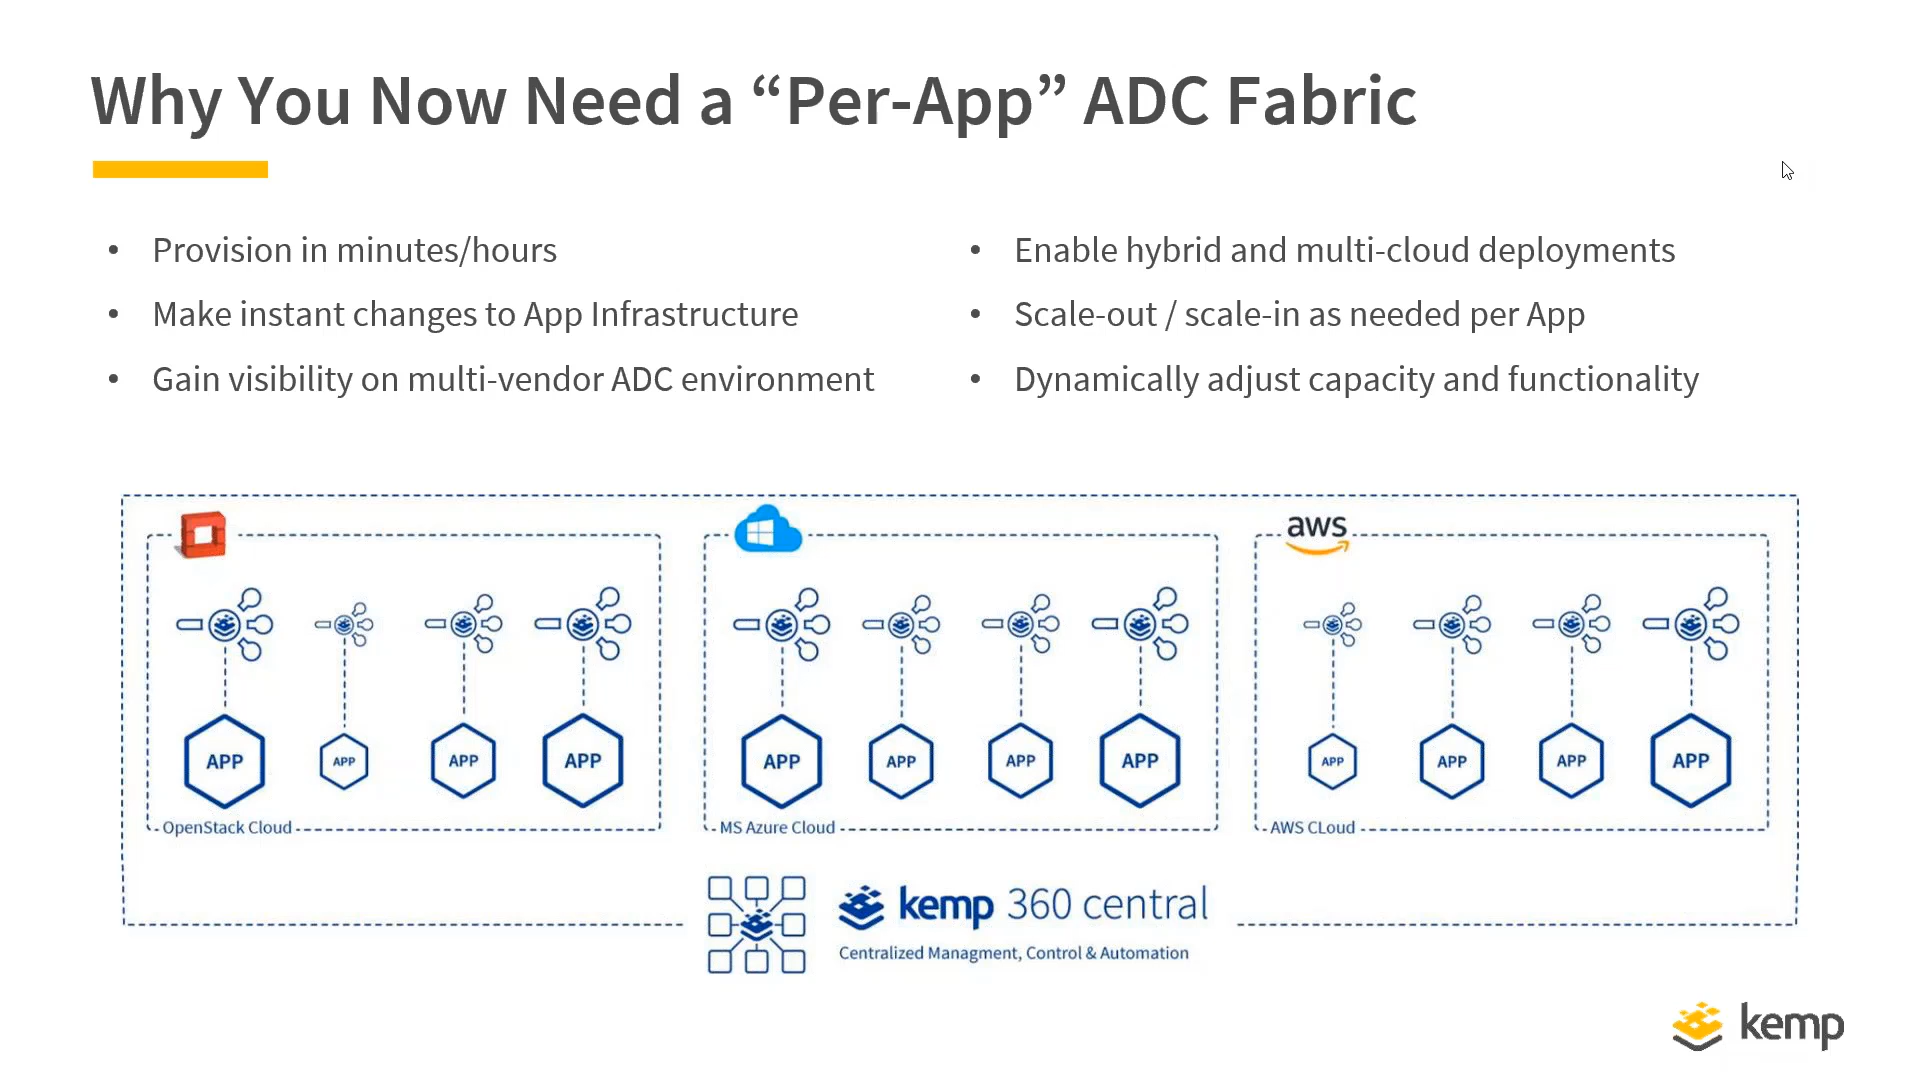 Why You Now Need a “Per-App” ADC Fabric
• Provision in minutes/hours
• Make instant changes to App Infrastructure
• Gain visibility on multi-vendor ADC environment
• Enable hybrid and multi-cloud deployments
• Scale-out / scale-in as needed per App
• Dynamically adjust capacity and functionality
aws
APP APP APP APP
APP APP APP APP
APP APP APP APP
OpenStack Cloud
MS Azure Cloud
AWS CLoud
kemp 360 central
Centralized Managment, Control & Automation
kemp